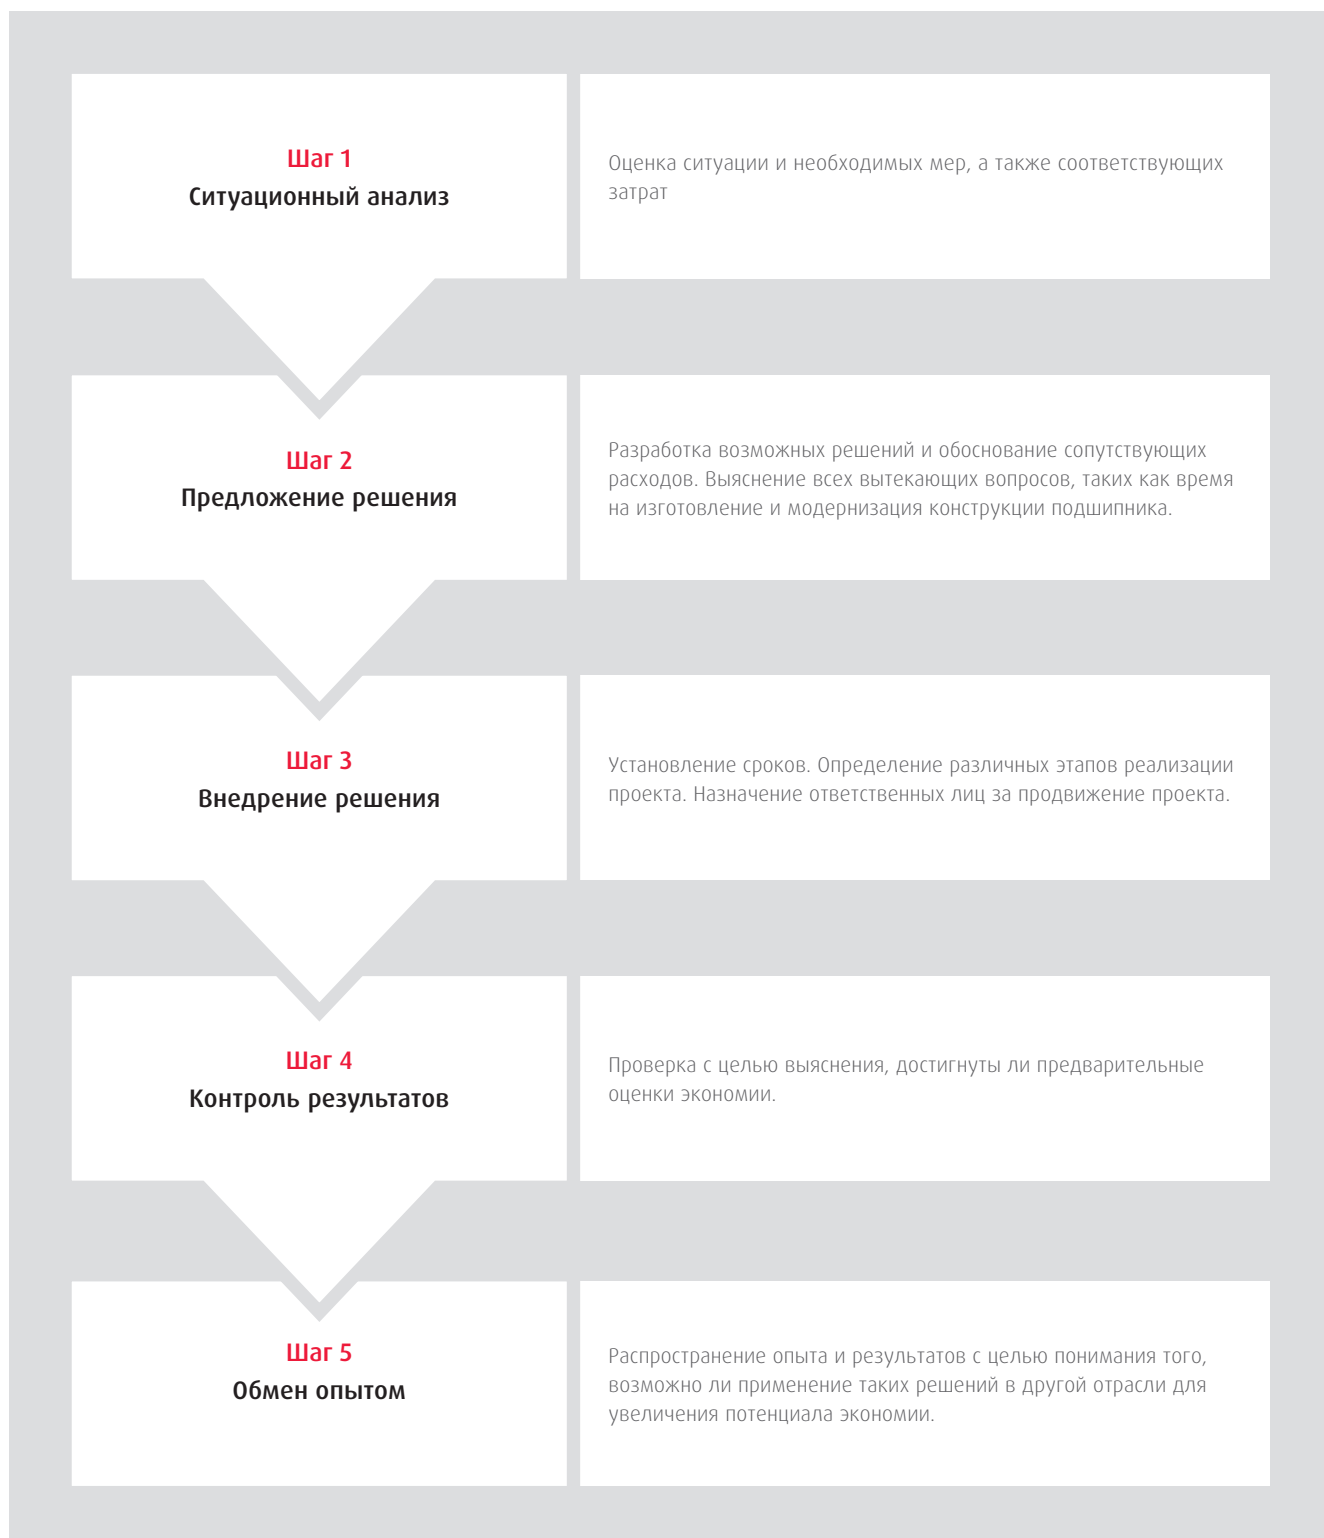 Шаг 1
Ситуационный анализ
Оценка ситуации и необходимых мер, а также соответствующих
затрат
Шаг 2
Предложение решения
Разработка возможных решений и обоснование сопутствующих
расходов. Выяснение всех вытекающих вопросов, таких как время
на изготовление и модернизация конструкции подшипника.
Шаг 3
Внедрение решения
Установление сроков. Определение различных этапов реализации
проекта. Назначение ответственных лиц за продвижение проекта.
Шаг 4
Контроль результатов
Проверка с целью выяснения, достигнуты ли предварительные
оценки экономии.
Шаг 5
Обмен опытом
Распространение опыта и результатов с целью понимания того,
возможно ли применение таких решений в другой отрасли для
увеличения потенциала экономии.